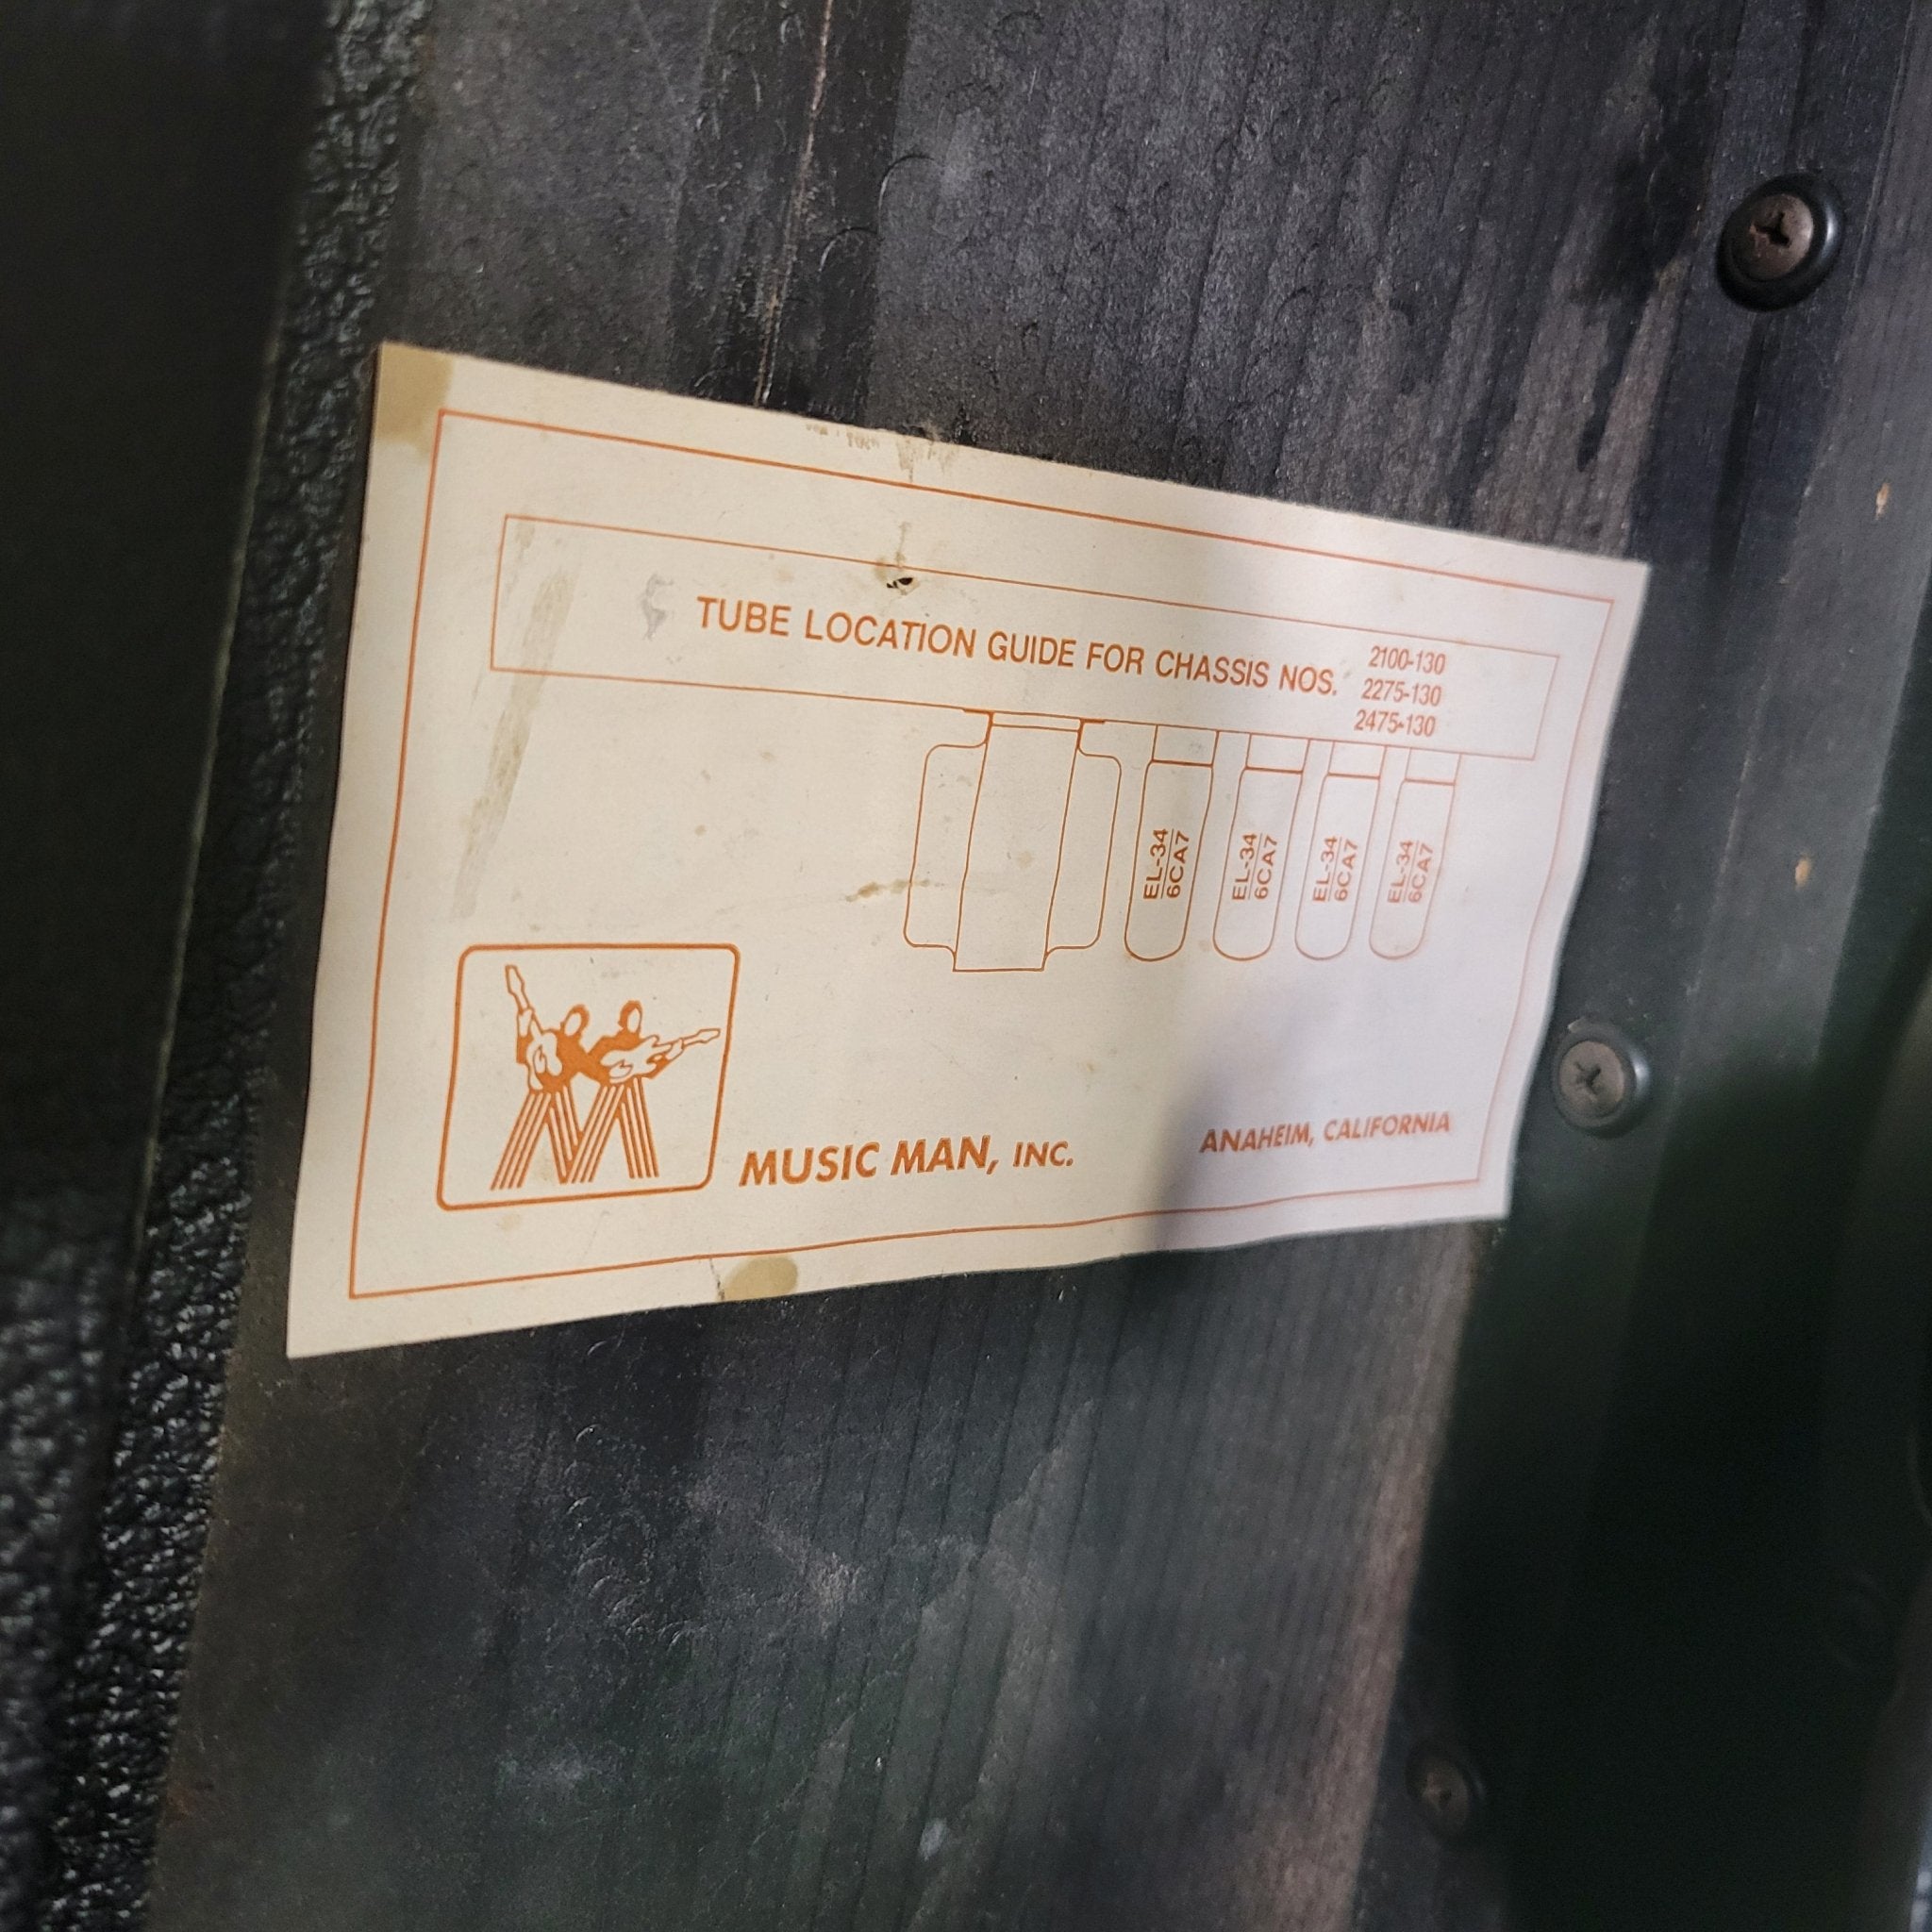 TUBE LOCATION GUIDE FOR CHASSIS NOS.
2100-130
2275-130
2475-130
EL-34
6CA7
EL-34
6CA7
EL-34
6CA7
EL-34
6CA7
MUSIC MAN, INC.
ANAHEIM, CALIFORNIA